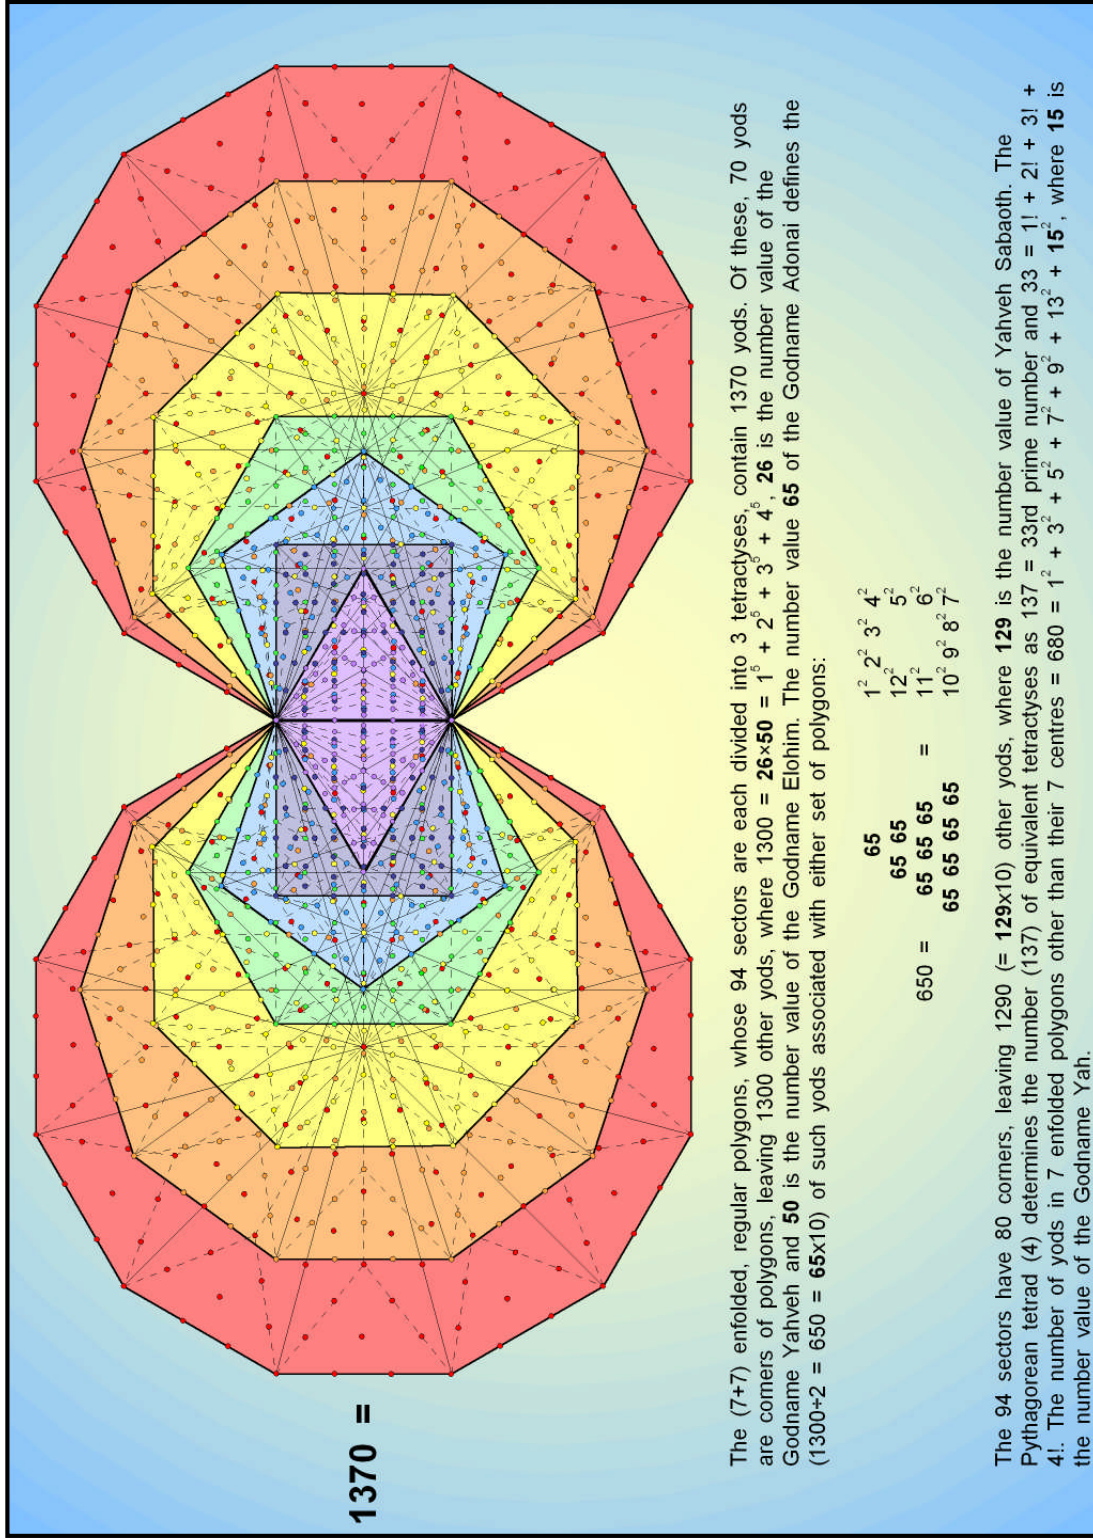 1370 =
The (7+7) enfolded, regular polygons, whose 94 sectors are each divided into 3 tetractyses, contain 1370 yods. Of these, 70 yods
are corners of polygons, leaving 1300 other yods, where 1300 = 26×50 = 1⁵ + 2⁵ + 3⁵ + 4⁵, 26 is the number value of the
Godname Yahveh and 50 is the number value of the Godname Elohim. The number value 65 of the Godname Adonai defines the
(1300÷2 = 650 = 65x10) of such yods associated with either set of polygons:
65 1² 2² 3² 4²
65 65 12² 5²
650 = 65 65 65 = 11² 6²
65 65 65 65 10² 9² 8² 7²
The 94 sectors have 80 corners, leaving 1290 (= 129x10) other yods, where 129 is the number value of Yahveh Sabaoth. The
Pythagorean tetrad (4) determines the number (137) of equivalent tetractyses as 137 = 33rd prime number and 33 = 1! + 2! + 3! +
4!. The number of yods in 7 enfolded polygons other than their 7 centres = 680 = 1² + 3² + 5² + 7² + 9² + 13² + 15², where 15 is
the number value of the Godname Yah.